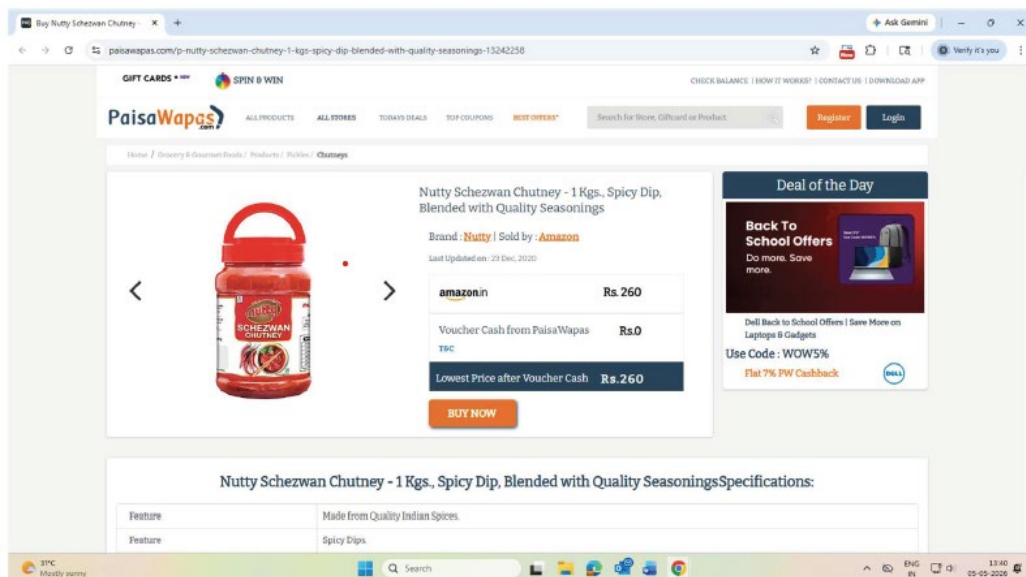 Buy Nutty Schezwan Chutney -
Ask Gemini
paisawapas.com/p-nutty-schezwan-chutney-1-kgs-spicy-dip-blended-with-quality-seasonings-13242258
Verify it's you
GIFT CARDS • NEW
SPIN & WIN
CHECK BALANCE | HOW IT WORKS? | CONTACT US | DOWNLOAD APP
PaisaWapas.com
ALL PRODUCTS
ALL STORES
TODAYS DEALS
TOP COUPONS
BEST OFFERS*
Search for Store, Giftcard or Product
Register
Login
Home / Grocery & Gourmet Foods / Products / Pickles / Chutneys
Nutty Schezwan Chutney - 1 Kgs., Spicy Dip,
Blended with Quality Seasonings
Brand : Nutty | Sold by : Amazon
Last Updated on : 23 Dec, 2020
amazon.in Rs. 260
Voucher Cash from PaisaWapas Rs.0
T&C
Lowest Price after Voucher Cash Rs.260
BUY NOW
nutty
SCHEZWAN
CHUTNEY
Deal of the Day
Back To
School Offers
Do more. Save
more.
Dell Back to School Offers | Save More on
Laptops & Gadgets
Use Code : WOW5%
Flat 7% PW Cashback
DELL
Nutty Schezwan Chutney - 1 Kgs., Spicy Dip, Blended with Quality SeasoningsSpecifications:
Feature Made from Quality Indian Spices.
Feature Spicy Dips.
31°C
Mostly sunny
Search
ENG
IN
13:40
05-05-2026